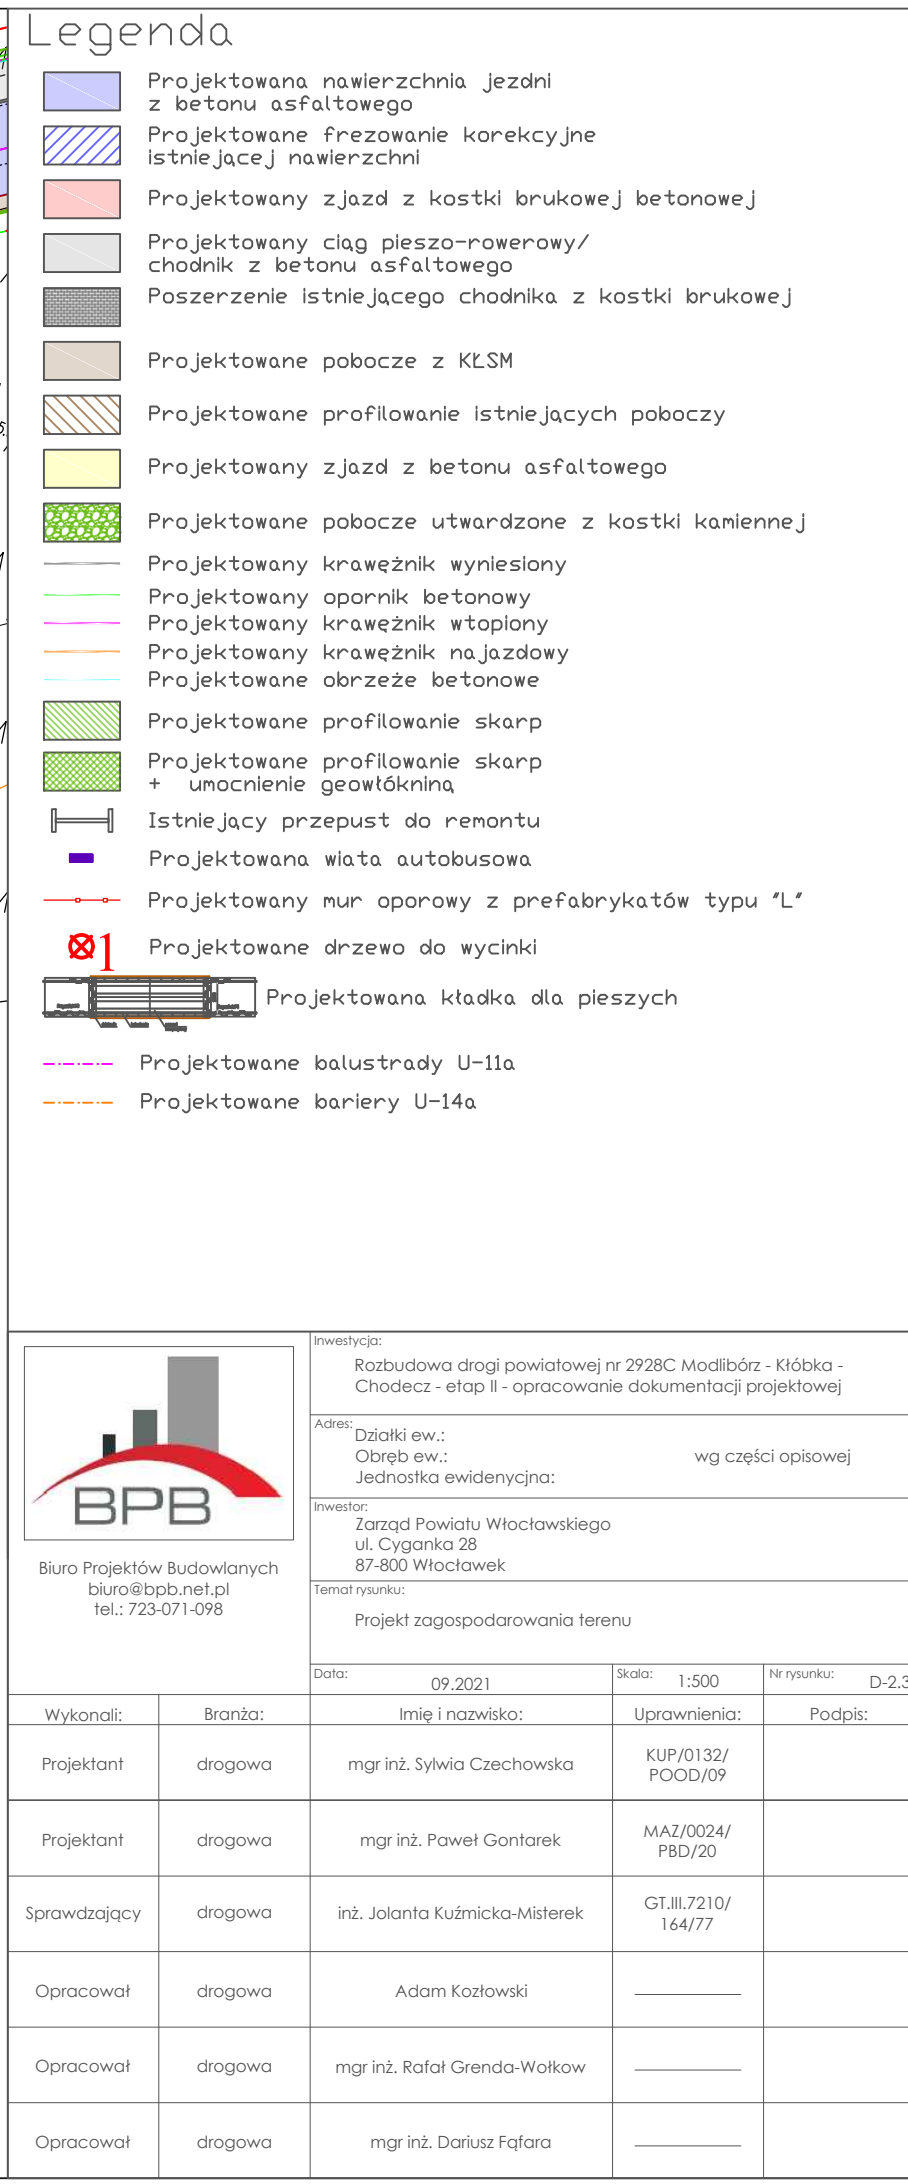 Legenda
Projektowana nawierzchnia jezdni
z betonu asfaltowego
Projektowane frezowanie korekcyjne
istniejącej nawierzchni
Projektowany zjazd z kostki brukowej betonowej
Projektowany ciąg pieszo-rowerowy/
chodnik z betonu asfaltowego
Poszerzenie istniejącego chodnika z kostki brukowej
Projektowane pobocze z KŁSM
Projektowane profilowanie istniejących poboczy
Projektowany zjazd z betonu asfaltowego
Projektowane pobocze utwardzone z kostki kamiennej
Projektowany krawężnik wyniesiony
Projektowany opornik betonowy
Projektowany krawężnik wtopiony
Projektowany krawężnik najazdowy
Projektowane obrzeże betonowe
Projektowane profilowanie skarp
Projektowane profilowanie skarp
+ umocnienie geowłókniną
Istniejący przepust do remontu
Projektowana wiata autobusowa
Projektowany mur oporowy z prefabrykatów typu "L"
1 Projektowane drzewo do wycinki
Projektowana kładka dla pieszych
Projektowane balustrady U-11a
Projektowane bariery U-14a
BPB
Biuro Projektów Budowlanych
biuro@bpb.net.pl
tel.: 723-071-098
Inwestycja:
Rozbudowa drogi powiatowej nr 2928C Modlibórz - Kłóbka -
Chodecz - etap II - opracowanie dokumentacji projektowej
Adres:
Działki ew.:
Obręb ew.: wg części opisowej
Jednostka ewidenycjna:
Inwestor:
Zarząd Powiatu Włocławskiego
ul. Cyganka 28
87-800 Włocławek
Temat rysunku:
Projekt zagospodarowania terenu
Data: 09.2021 Skala: 1:500 Nr rysunku: D-2.3
Wykonali: Branża: Imię i nazwisko: Uprawnienia: Podpis:
Projektant drogowa mgr inż. Sylwia Czechowska KUP/0132/
POOD/09
Projektant drogowa mgr inż. Paweł Gontarek MAZ/0024/
PBD/20
Sprawdzający drogowa inż. Jolanta Kuźmicka-Misterek GT.III.7210/
164/77
Opracował drogowa Adam Kozłowski
Opracował drogowa mgr inż. Rafał Grenda-Wołkow
Opracował drogowa mgr inż. Dariusz Fąfara